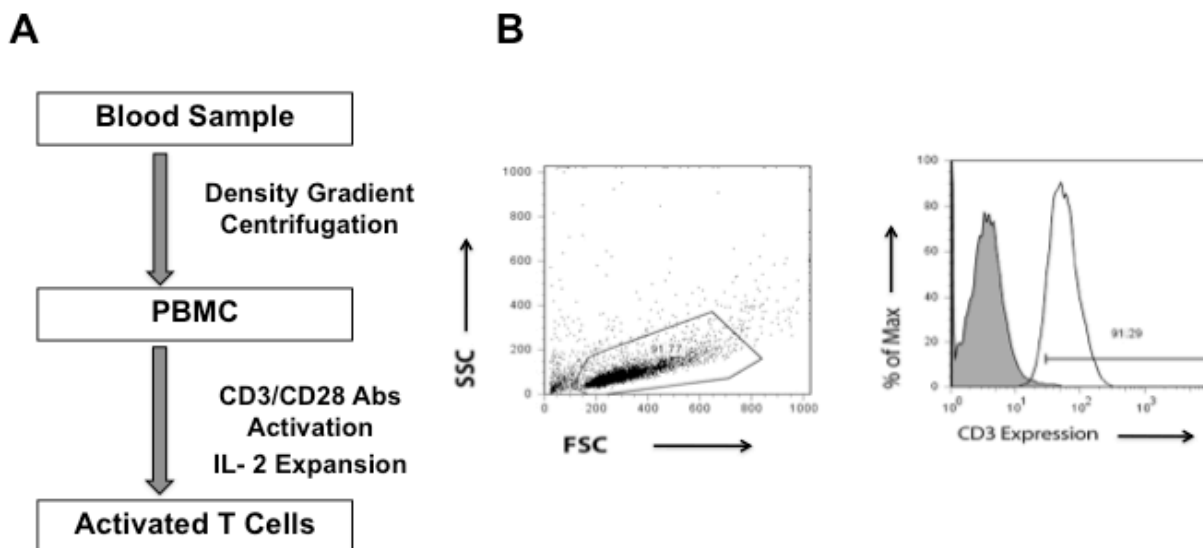 A
B
Blood Sample
Density Gradient
Centrifugation
PBMC
CD3/CD28 Abs
Activation
IL- 2 Expansion
Activated T Cells
1000
800
600
400
200
0
SSC
91.77
0 200 400 600 800 1000
FSC
100
80
60
40
20
0
% of Max
91.29
10⁰ 10¹ 10² 10³
CD3 Expression